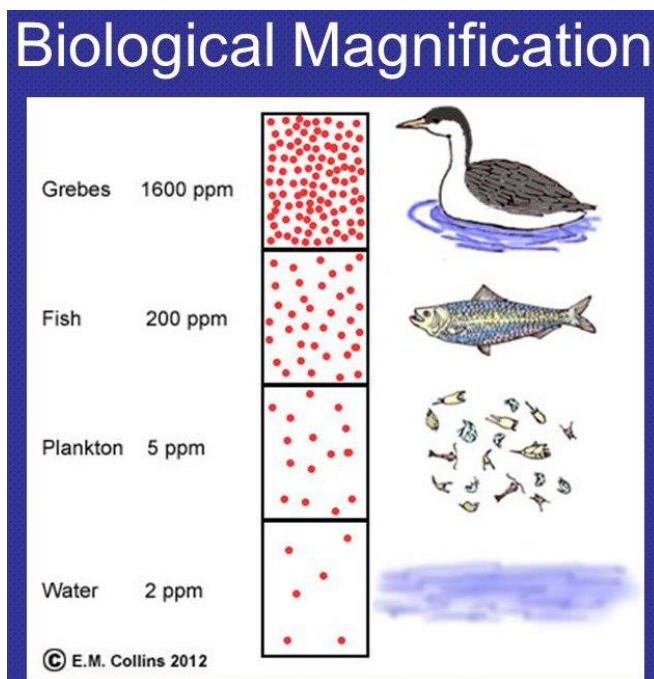 Biological Magnification
Grebes 1600 ppm
Fish 200 ppm
Plankton 5 ppm
Water 2 ppm
© E.M. Collins 2012